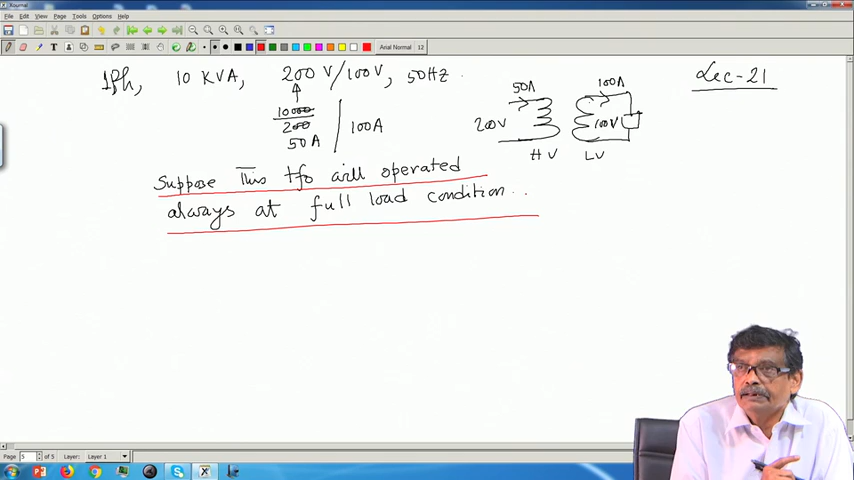 Xournal
File Edit View Page Tools Options Help
Arial Normal 12
1ph, 10 KVA, 200 V/100V, 50Hz
Lec-21
10000
200
50A
100A
50A
100A
200V
100V
HV
LV
Suppose This tfo will operated
always at full load condition..
Page 5 of 5 Layer: Layer 1